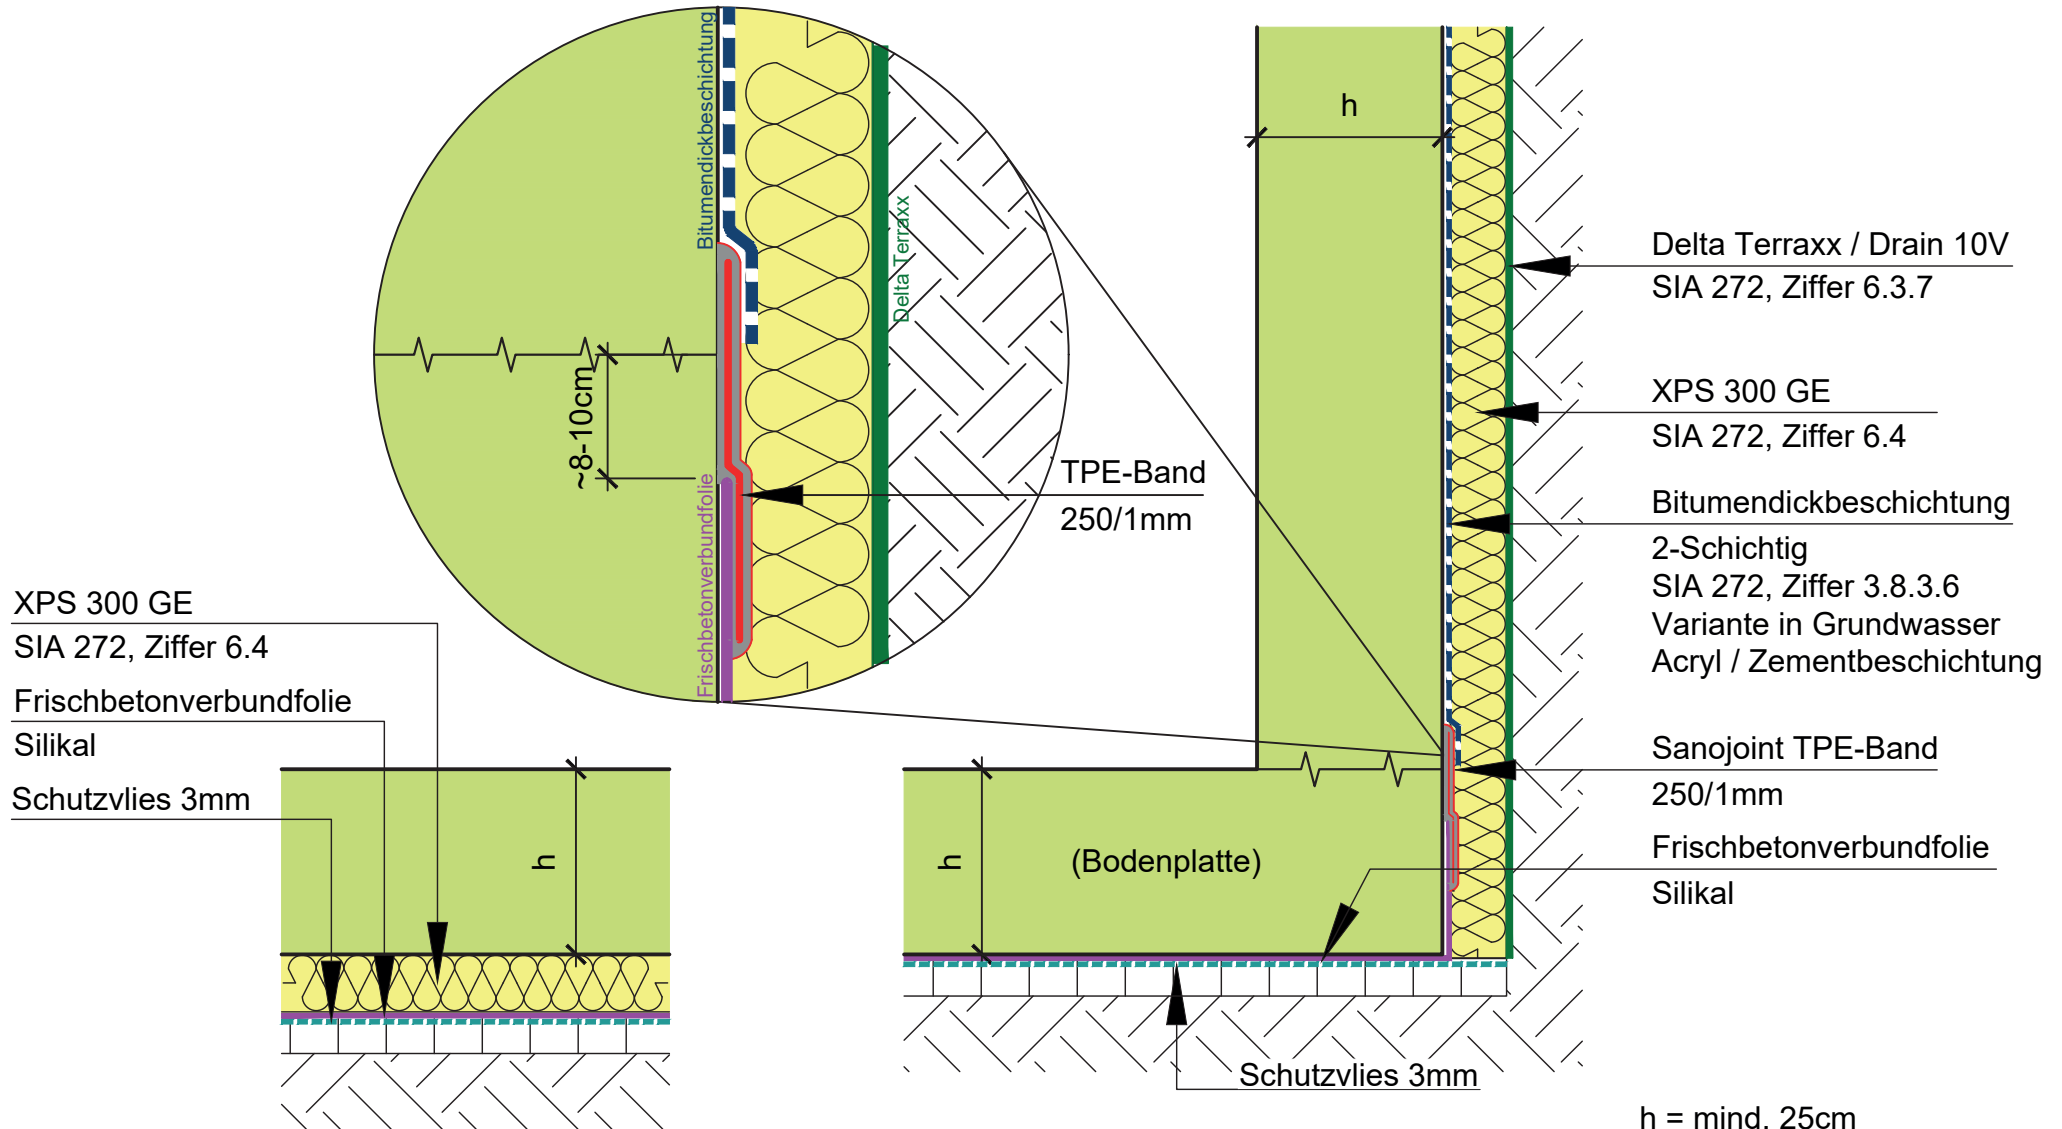 Bitumendickbeschichtung
Delta Terraxx
~8-10cm
Frischbetonverbundfolie
TPE-Band
250/1mm
h
Delta Terraxx / Drain 10V
SIA 272, Ziffer 6.3.7
XPS 300 GE
SIA 272, Ziffer 6.4
Bitumendickbeschichtung
2-Schichtig
SIA 272, Ziffer 3.8.3.6
Variante in Grundwasser
Acryl / Zementbeschichtung
Sanojoint TPE-Band
250/1mm
Frischbetonverbundfolie
Silikal
XPS 300 GE
SIA 272, Ziffer 6.4
Frischbetonverbundfolie
Silikal
Schutzvlies 3mm
h
h
(Bodenplatte)
Schutzvlies 3mm
h = mind. 25cm